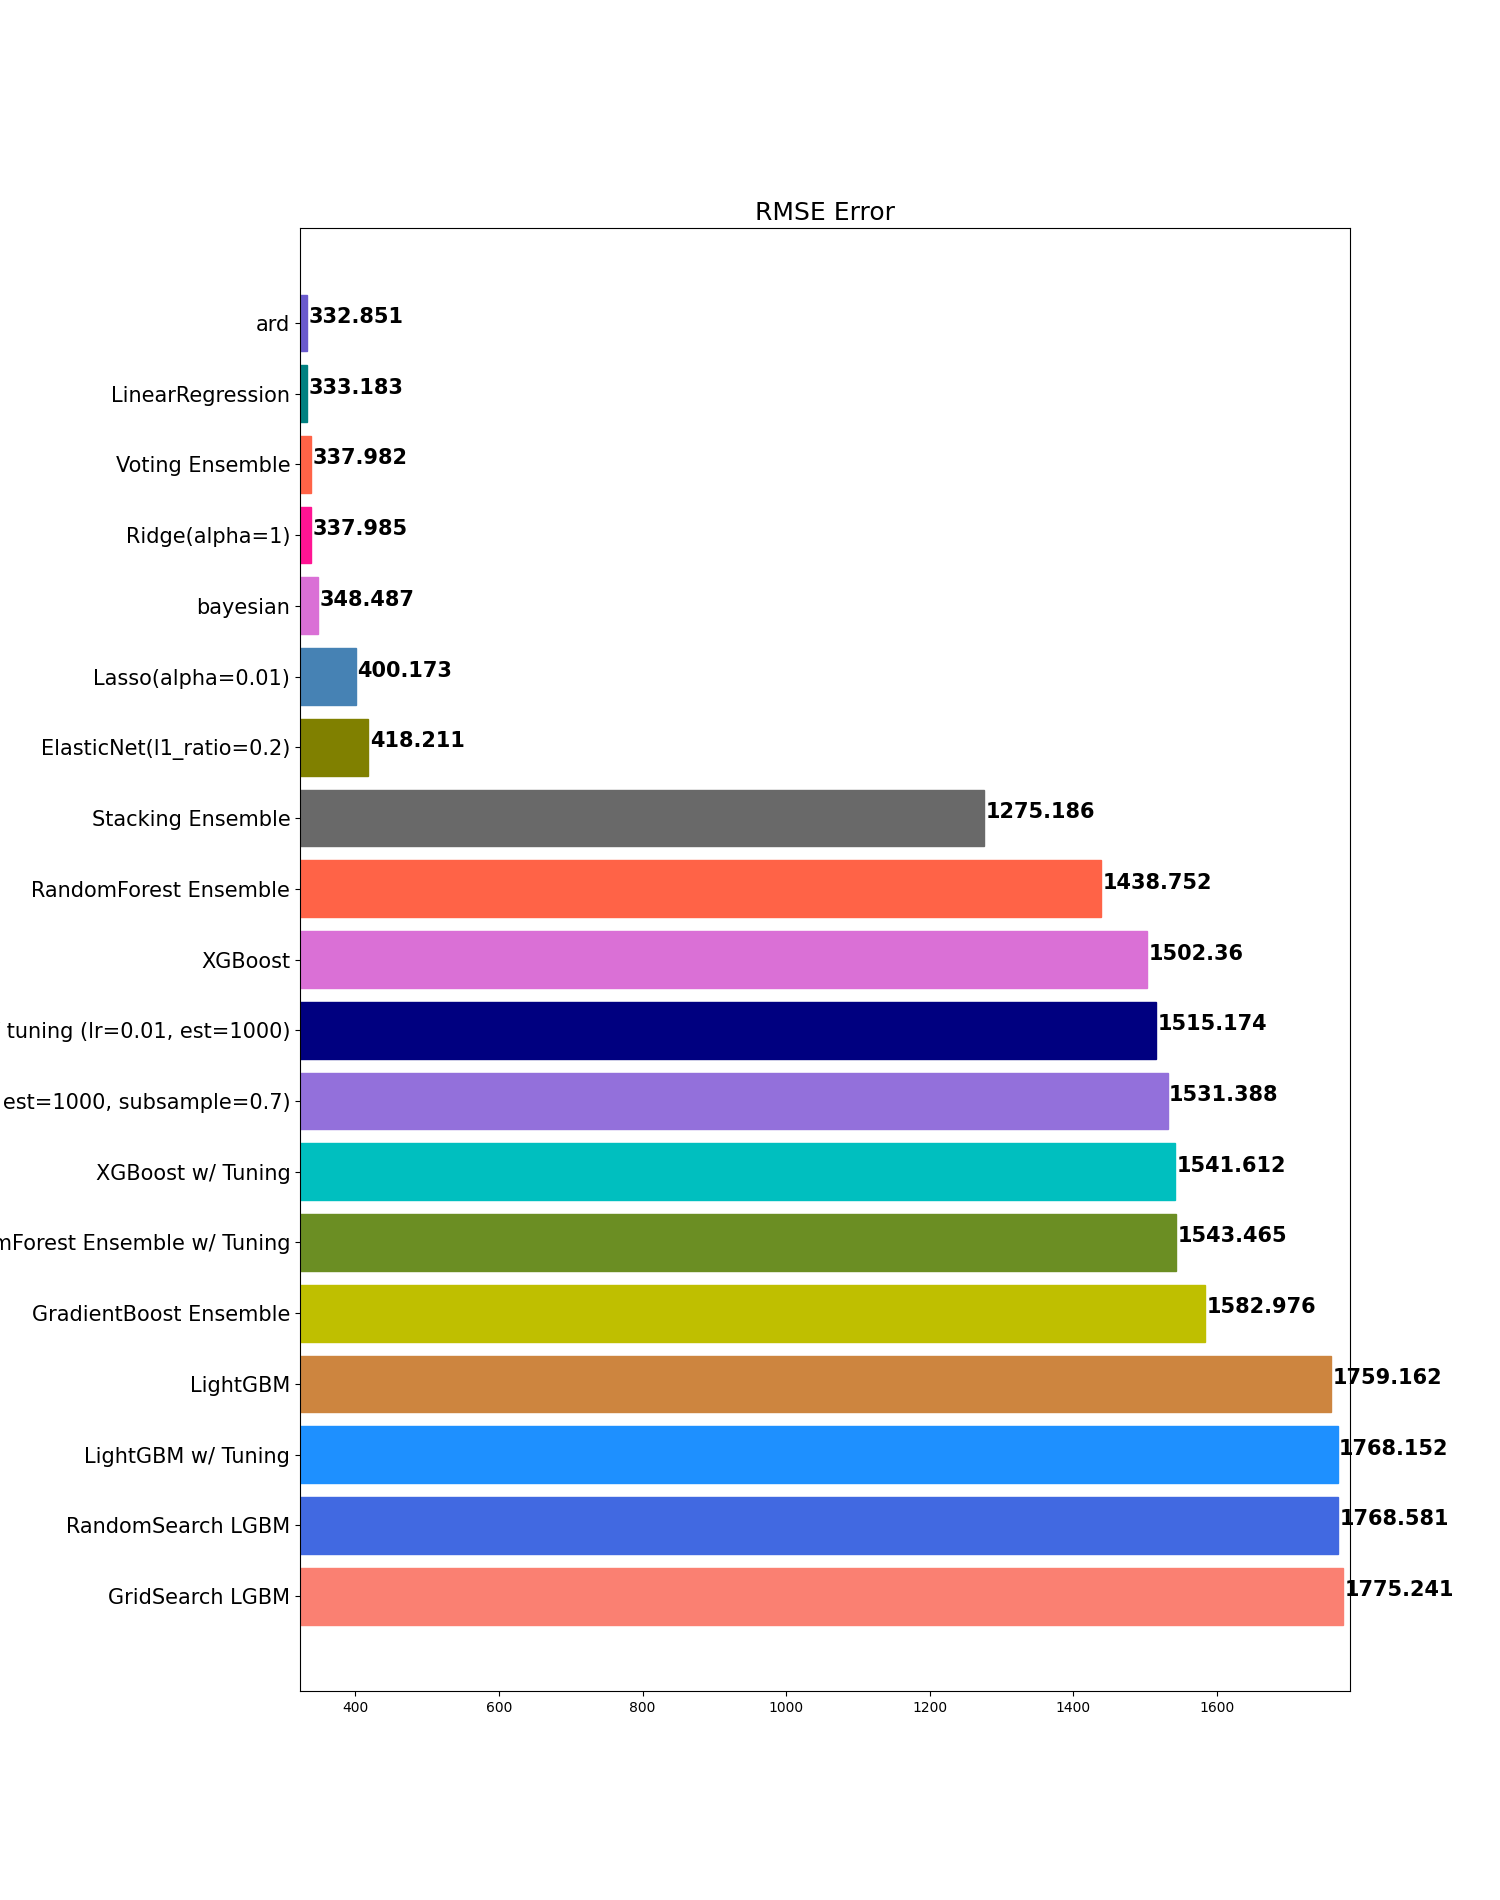 RMSE Error
ard 332.851
LinearRegression 333.183
Voting Ensemble 337.982
Ridge(alpha=1) 337.985
bayesian 348.487
Lasso(alpha=0.01) 400.173
ElasticNet(l1_ratio=0.2) 418.211
Stacking Ensemble 1275.186
RandomForest Ensemble 1438.752
XGBoost 1502.36
tuning (lr=0.01, est=1000) 1515.174
est=1000, subsample=0.7) 1531.388
XGBoost w/ Tuning 1541.612
mForest Ensemble w/ Tuning 1543.465
GradientBoost Ensemble 1582.976
LightGBM 1759.162
LightGBM w/ Tuning 1768.152
RandomSearch LGBM 1768.581
GridSearch LGBM 1775.241
400 600 800 1000 1200 1400 1600